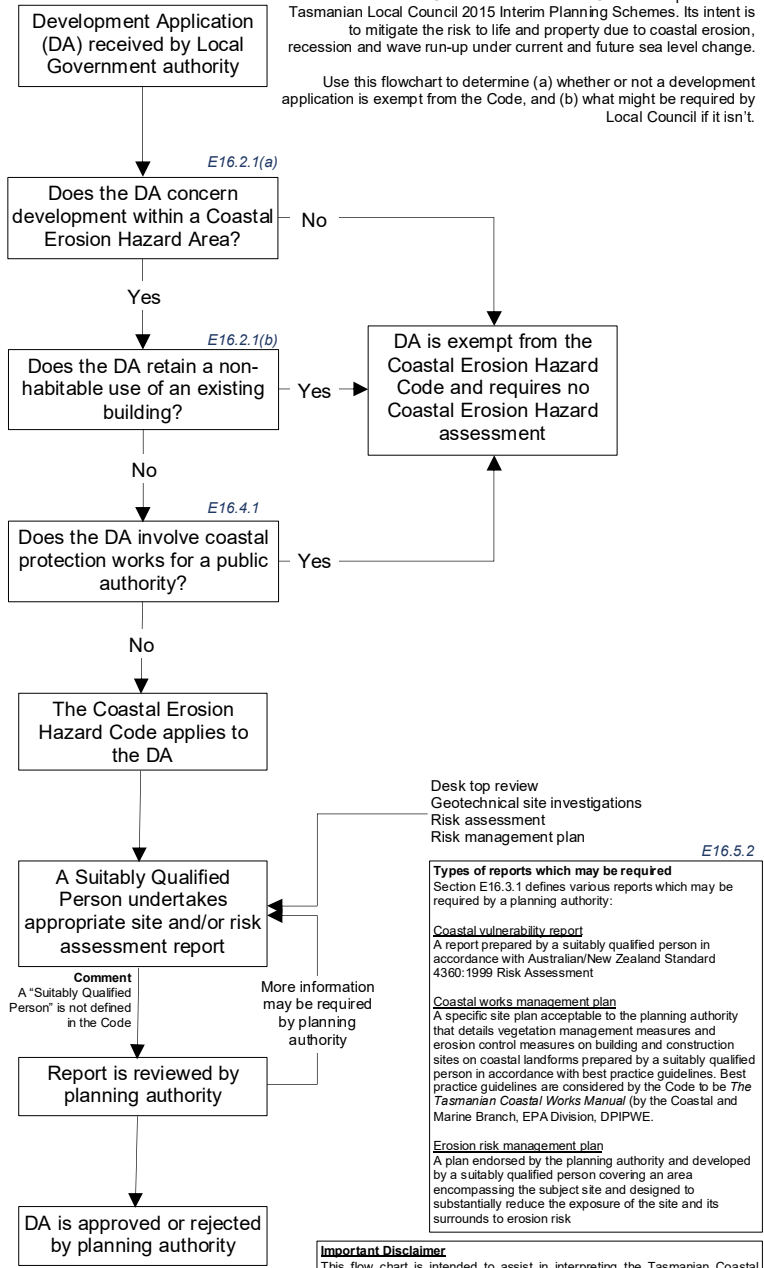 Development Application
(DA) received by Local
Government authority
Tasmanian Local Council 2015 Interim Planning Schemes. Its intent is
to mitigate the risk to life and property due to coastal erosion,
recession and wave run-up under current and future sea level change.
Use this flowchart to determine (a) whether or not a development
application is exempt from the Code, and (b) what might be required by
Local Council if it isn't.
E16.2.1(a)
Does the DA concern
development within a Coastal
Erosion Hazard Area?
No
Yes
E16.2.1(b)
Does the DA retain a non-
habitable use of an existing
building?
Yes
DA is exempt from the
Coastal Erosion Hazard
Code and requires no
Coastal Erosion Hazard
assessment
No
E16.4.1
Does the DA involve coastal
protection works for a public
authority?
Yes
No
The Coastal Erosion
Hazard Code applies to
the DA
Desk top review
Geotechnical site investigations
Risk assessment
Risk management plan
E16.5.2
A Suitably Qualified
Person undertakes
appropriate site and/or risk
assessment report
Comment
A "Suitably Qualified
Person" is not defined
in the Code
More information
may be required
by planning
authority
Report is reviewed by
planning authority
DA is approved or rejected
by planning authority
Types of reports which may be required
Section E16.3.1 defines various reports which may be
required by a planning authority:
Coastal vulnerability report
A report prepared by a suitably qualified person in
accordance with Australian/New Zealand Standard
4360:1999 Risk Assessment
Coastal works management plan
A specific site plan acceptable to the planning authority
that details vegetation management measures and
erosion control measures on building and construction
sites on coastal landforms prepared by a suitably qualified
person in accordance with best practice guidelines. Best
practice guidelines are considered by the Code to be The
Tasmanian Coastal Works Manual (by the Coastal and
Marine Branch, EPA Division, DPIPWE.
Erosion risk management plan
A plan endorsed by the planning authority and developed
by a suitably qualified person covering an area
encompassing the subject site and designed to
substantially reduce the exposure of the site and its
surrounds to erosion risk
Important Disclaimer
This flow chart is intended to assist in interpreting the Tasmanian Coastal